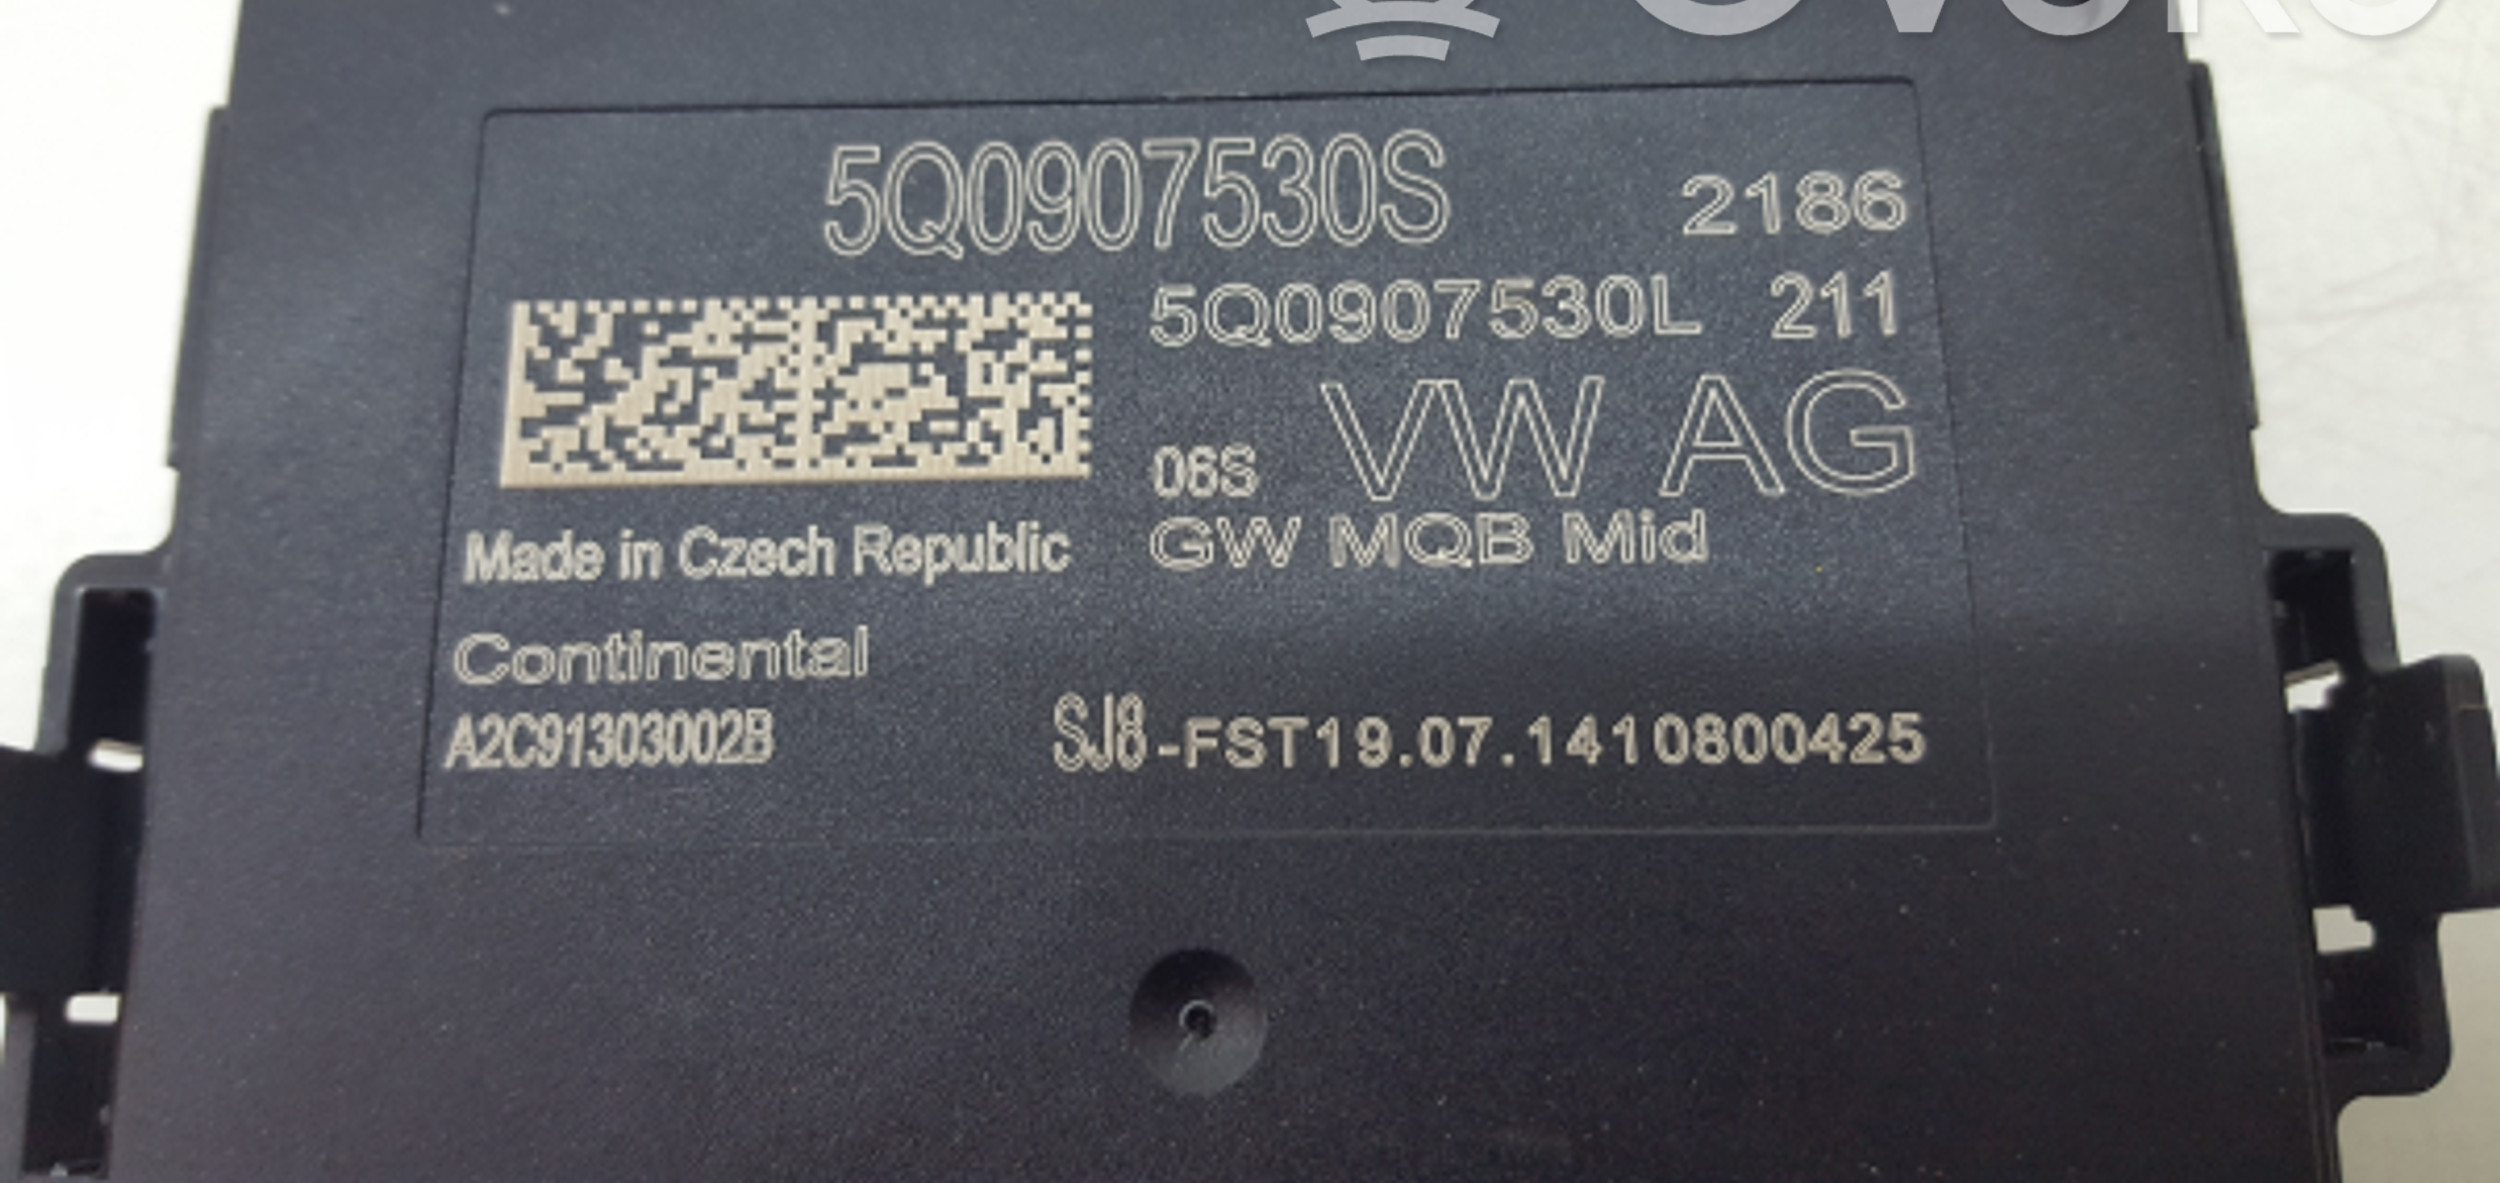 5Q0907530S
2186
5Q0907530L 211
06S VW AG
GW MQB Mid
Made in Czech Republic
Continental
A2C91303002B
SJ8-FST19.07.1410800425